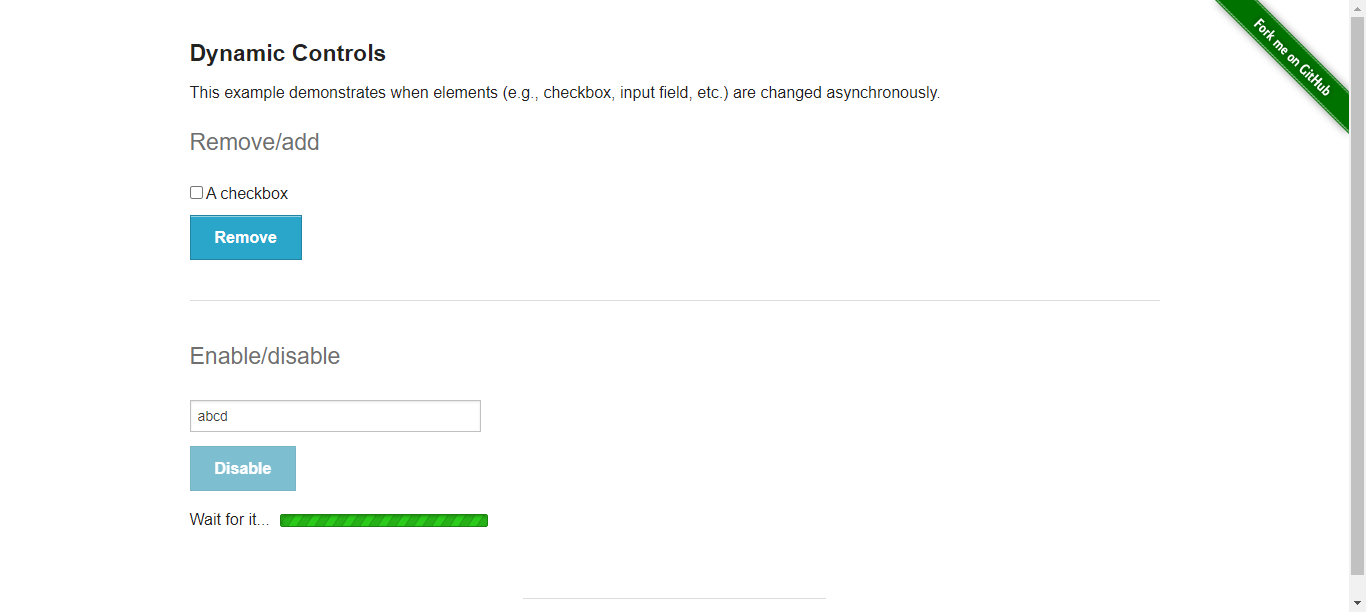 Fork me on GitHub
Dynamic Controls
This example demonstrates when elements (e.g., checkbox, input field, etc.) are changed asynchronously.
Remove/add
A checkbox
Remove
Enable/disable
abcd
Disable
Wait for it...